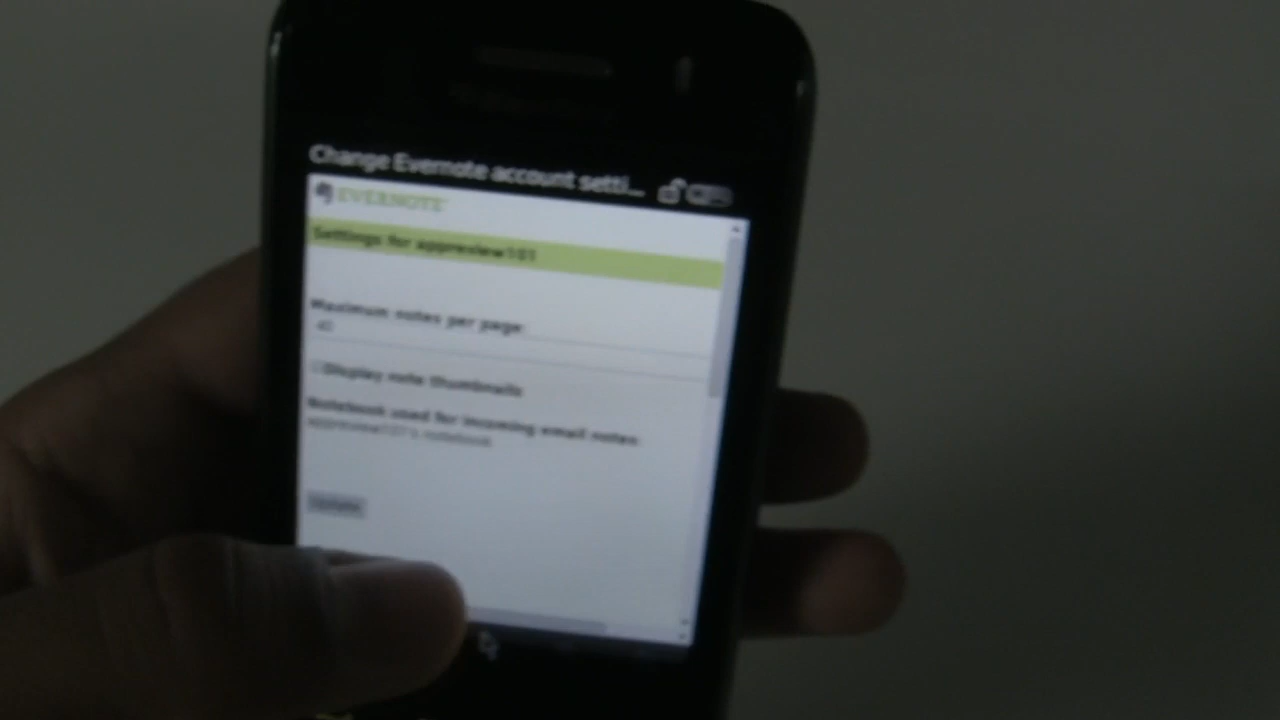 Change Evernote account setti...
EVERNOTE
Settings for appreview101
Maximum notes per page:
40
Display note thumbnails
Notebook used for incoming email notes
appreview101's notebook
Update